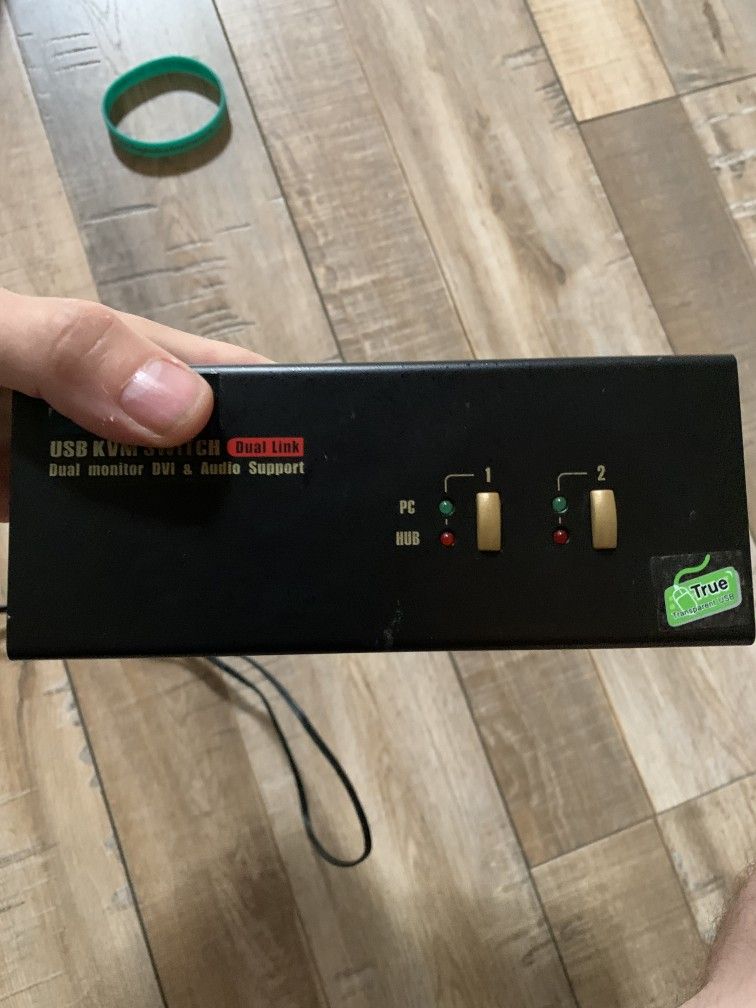 USB KVM SWITCH Dual Link
Dual monitor DVI & Audio Support
1
2
PC
HUB
True
Transparent USB